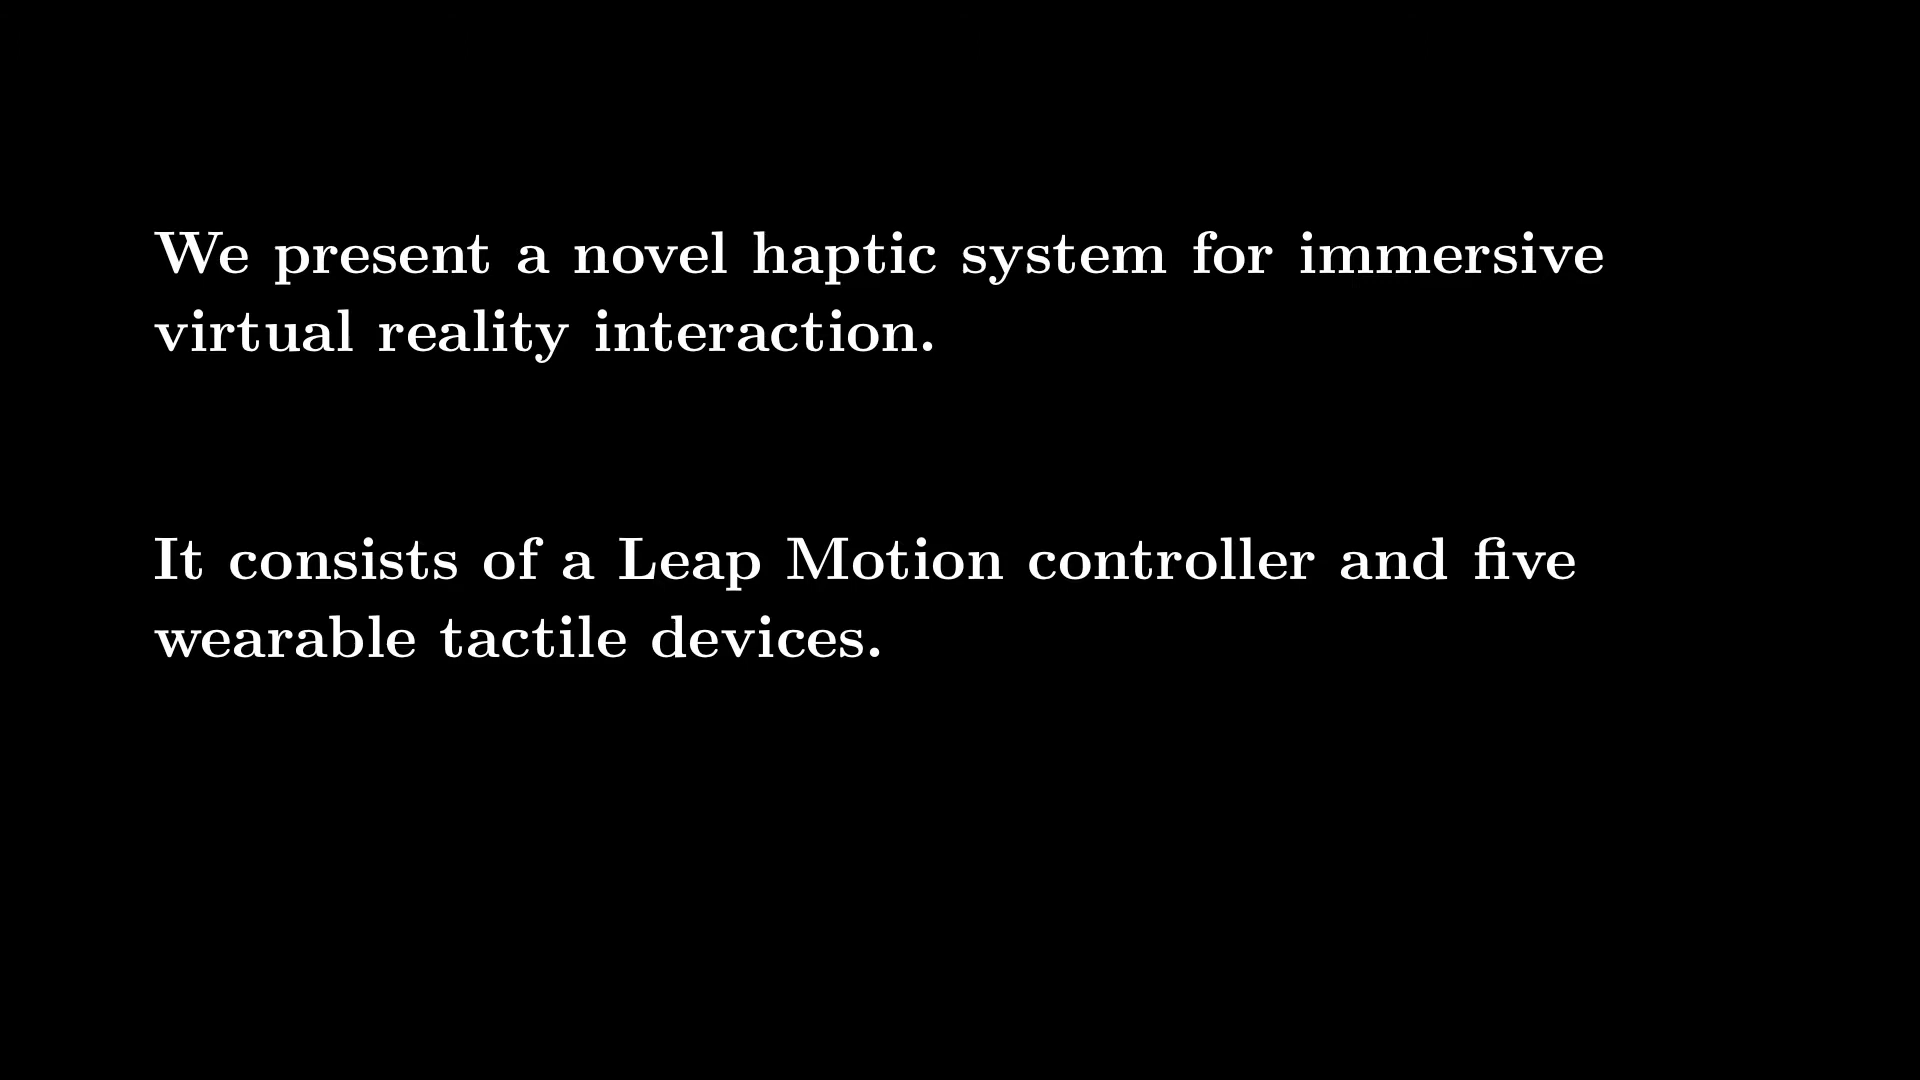 We present a novel haptic system for immersive
virtual reality interaction.
It consists of a Leap Motion controller and five
wearable tactile devices.